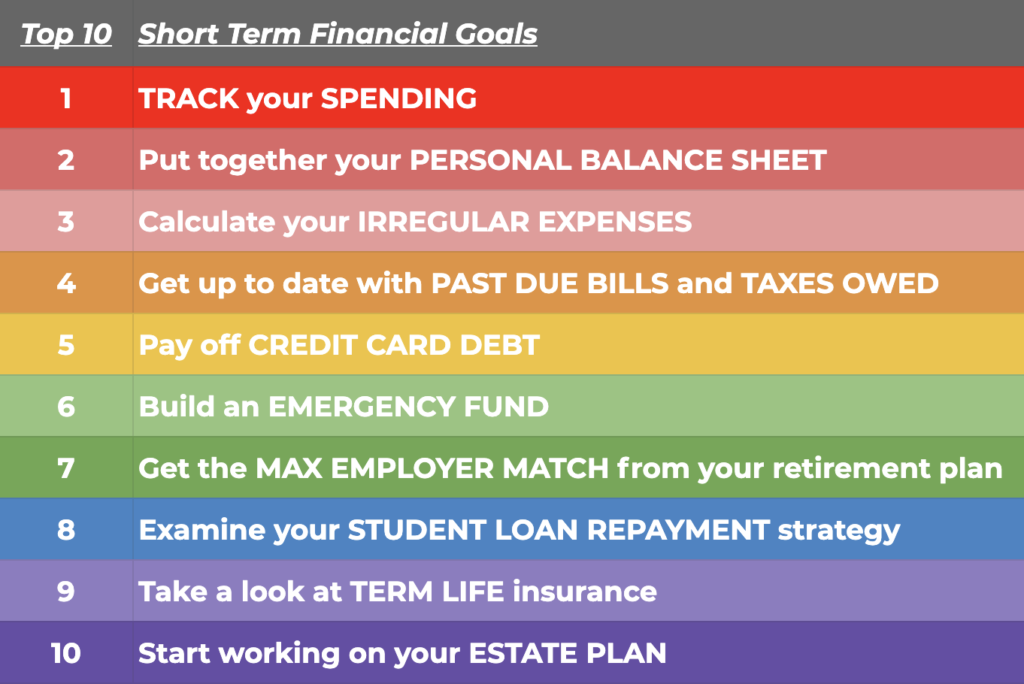 Top 10 Short Term Financial Goals
1 TRACK your SPENDING
2 Put together your PERSONAL BALANCE SHEET
3 Calculate your IRREGULAR EXPENSES
4 Get up to date with PAST DUE BILLS and TAXES OWED
5 Pay off CREDIT CARD DEBT
6 Build an EMERGENCY FUND
7 Get the MAX EMPLOYER MATCH from your retirement plan
8 Examine your STUDENT LOAN REPAYMENT strategy
9 Take a look at TERM LIFE insurance
10 Start working on your ESTATE PLAN